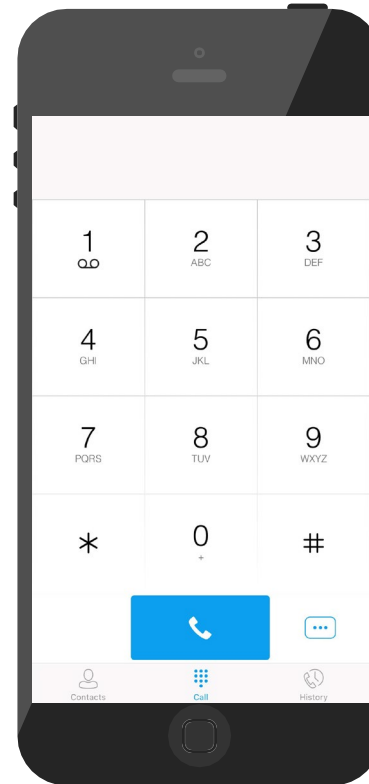 1 2 3
ABC DEF
4 5 6
GHI JKL MNO
7 8 9
PQRS TUV WXYZ
* 0 #
+
Contacts Call History